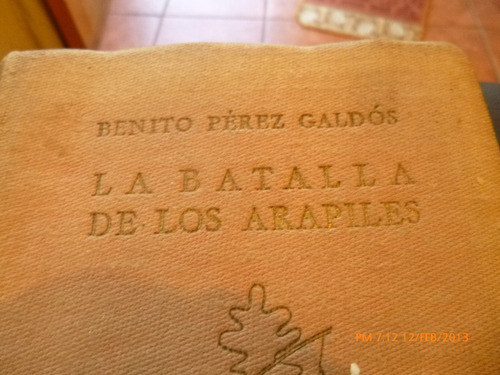 BENITO PÉREZ GALDÓS
LA BATALLA
DE LOS ARAPILES
PM 7:12 12/FEB/2013